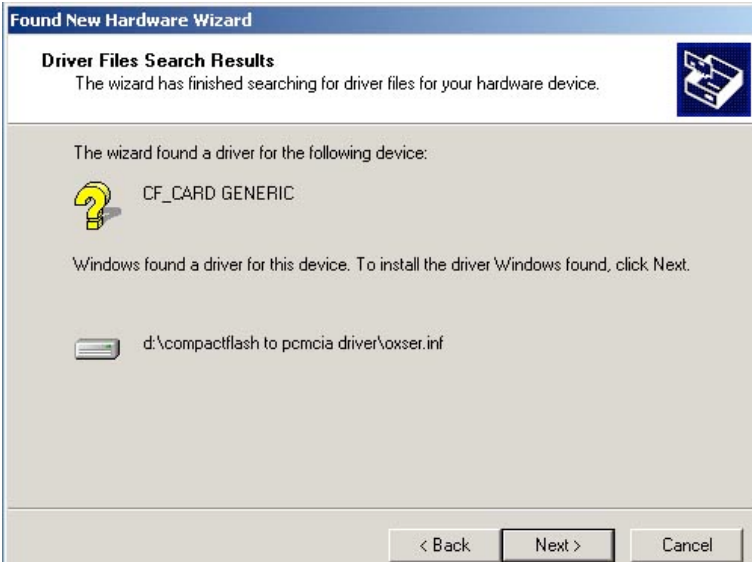 Found New Hardware Wizard
Driver Files Search Results
The wizard has finished searching for driver files for your hardware device.
The wizard found a driver for the following device:
CF_CARD GENERIC
Windows found a driver for this device. To install the driver Windows found, click Next.
d:\compactflash to pcmcia driver\oxser.inf
< Back Next > Cancel